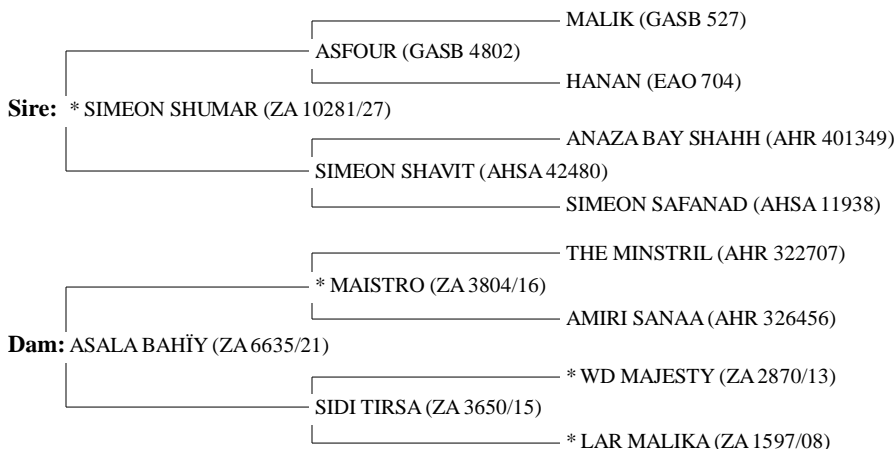 MALIK (GASB 527)
ASFOUR (GASB 4802)
HANAN (EAO 704)
Sire: * SIMEON SHUMAR (ZA 10281/27)
ANAZA BAY SHAHH (AHR 401349)
SIMEON SHAVIT (AHSA 42480)
SIMEON SAFANAD (AHSA 11938)
THE MINSTRIL (AHR 322707)
* MAISTRO (ZA 3804/16)
AMIRI SANAA (AHR 326456)
Dam: ASALA BAHÏY (ZA 6635/21)
* WD MAJESTY (ZA 2870/13)
SIDI TIRSA (ZA 3650/15)
* LAR MALIKA (ZA 1597/08)